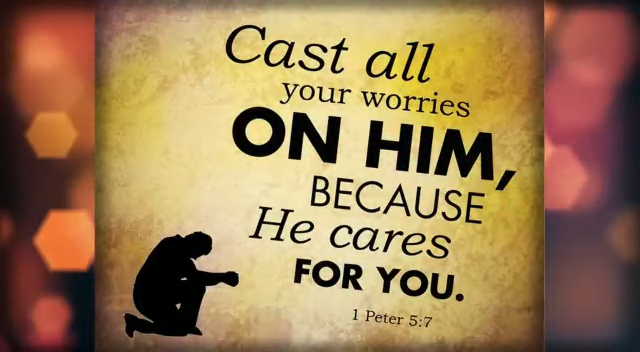 Cast all
your worries
ON HIM,
BECAUSE
He cares
FOR YOU.
1 Peter 5:7